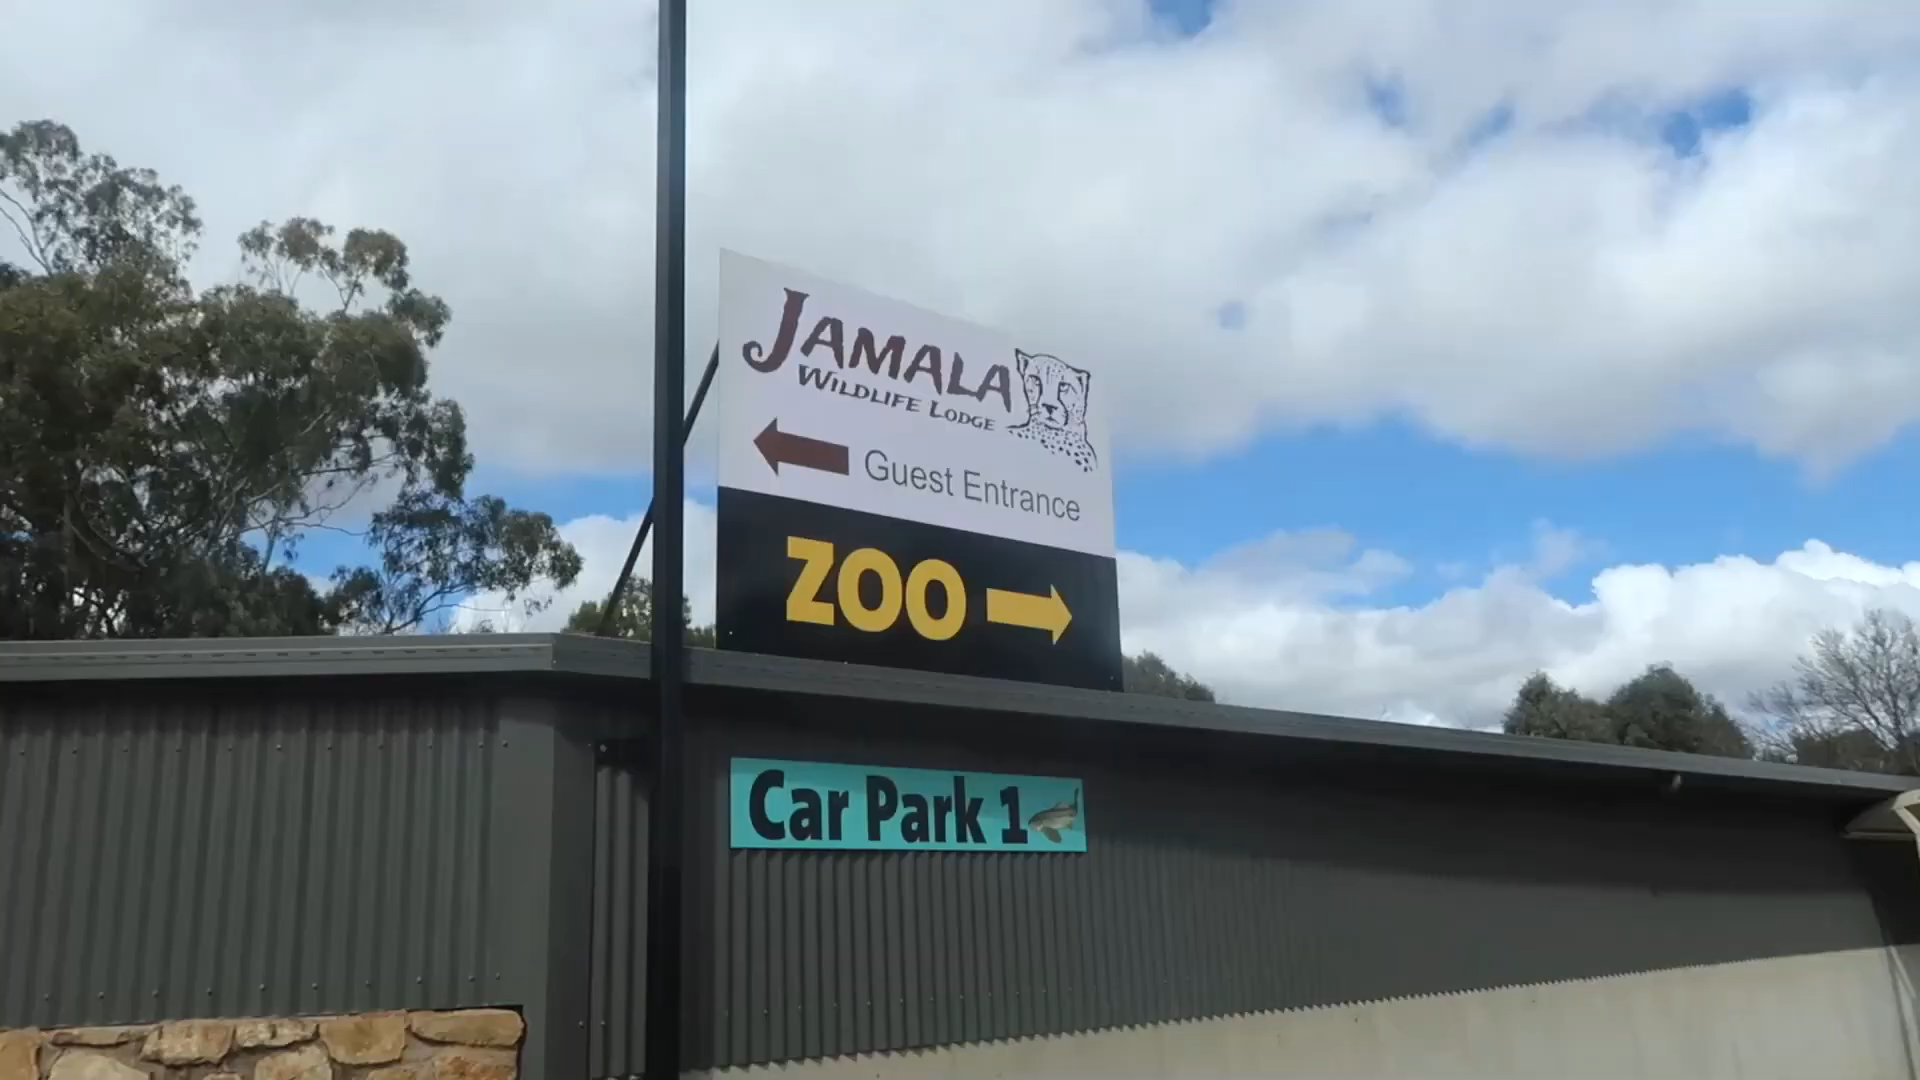 JAMALA
WILDLIFE LODGE
Guest Entrance
ZOO
Car Park 1